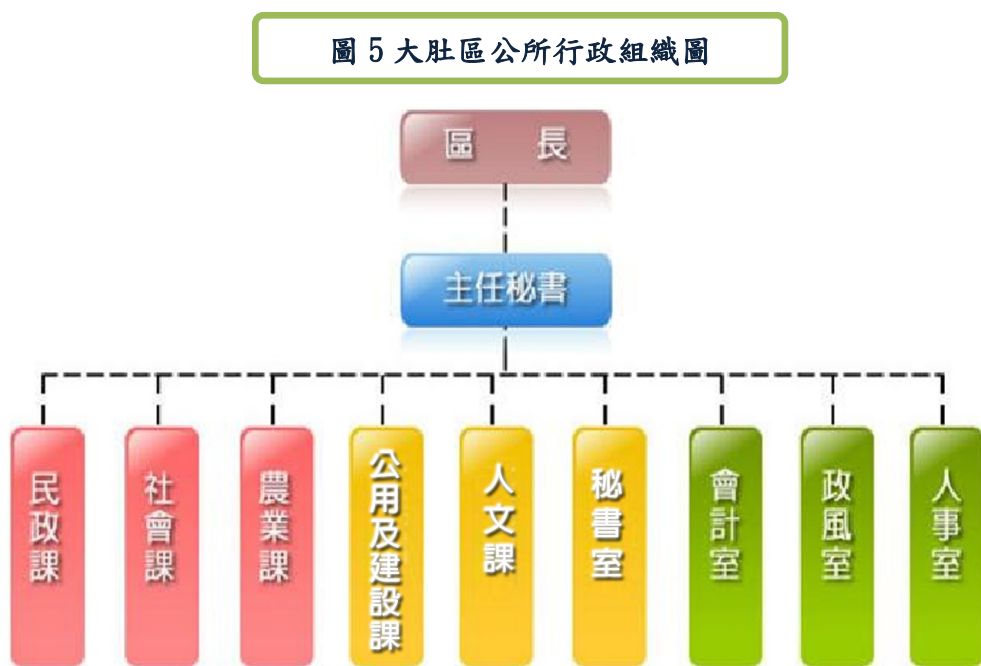 圖 5 大肚區公所行政組織圖
區 長
主任秘書
民政課
社會課
農業課
公用及建設課
人文課
秘書室
會計室
政風室
人事室